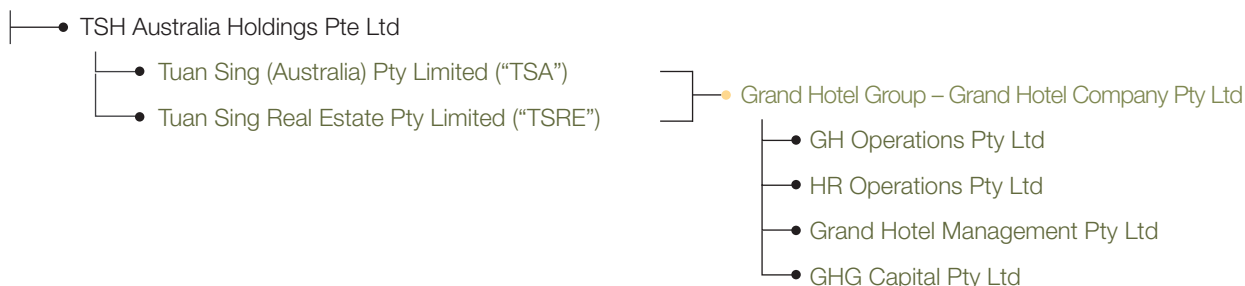 TSH Australia Holdings Pte Ltd
Tuan Sing (Australia) Pty Limited (“TSA”)
Tuan Sing Real Estate Pty Limited (“TSRE”)
Grand Hotel Group – Grand Hotel Company Pty Ltd
GH Operations Pty Ltd
HR Operations Pty Ltd
Grand Hotel Management Pty Ltd
GHG Capital Pty Ltd